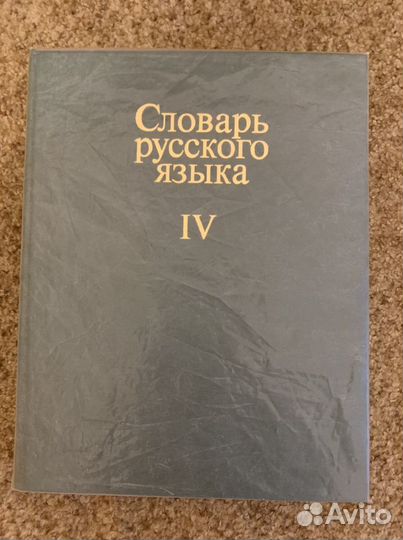 Словарь
русского
языка
IV
Avito